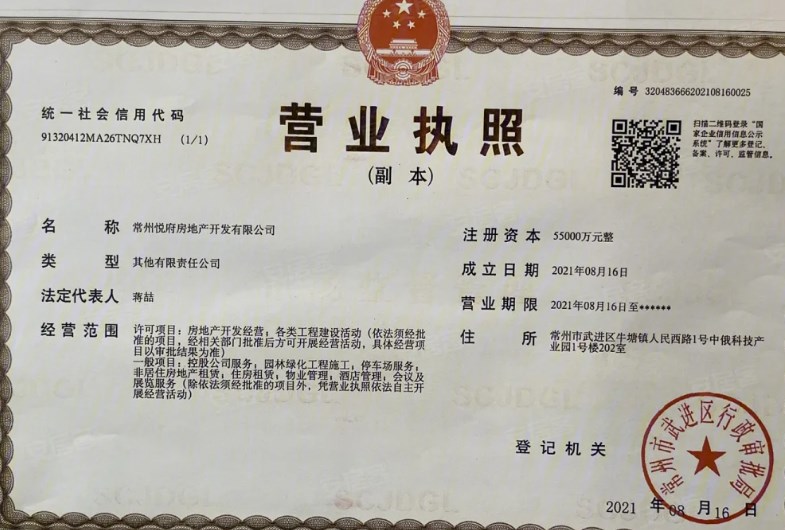 编 号 320483666202108160025
统一社会信用代码
91320412MA26TNQ7XH (1/1)
营业执照
(副 本)
扫描二维码登录“国
家企业信用信息公示
系统”了解更多登记、
备案、许可、监管信息。
名 称 常州悦府房地产开发有限公司
类 型 其他有限责任公司
法定代表人 蒋喆
经营范围 许可项目：房地产开发经营；各类工程建设活动（依法须经批
准的项目，经相关部门批准后方可开展经营活动，具体经营项
目以审批结果为准）
一般项目：控股公司服务；园林绿化工程施工；停车场服务；
非居住房地产租赁；住房租赁；物业管理；酒店管理；会议及
展览服务（除依法须经批准的项目外，凭营业执照依法自主开
展经营活动）
注册资本 55000万元整
成立日期 2021年08月16日
营业期限 2021年08月16日至******
住 所 常州市武进区牛塘镇人民西路1号中俄科技产
业园1号楼202室
登记机关
常州市武进区行政审批局
2021 年 08 月 16 日
SCJDGL
SCJDGL
SCJDGL
SCJDGL